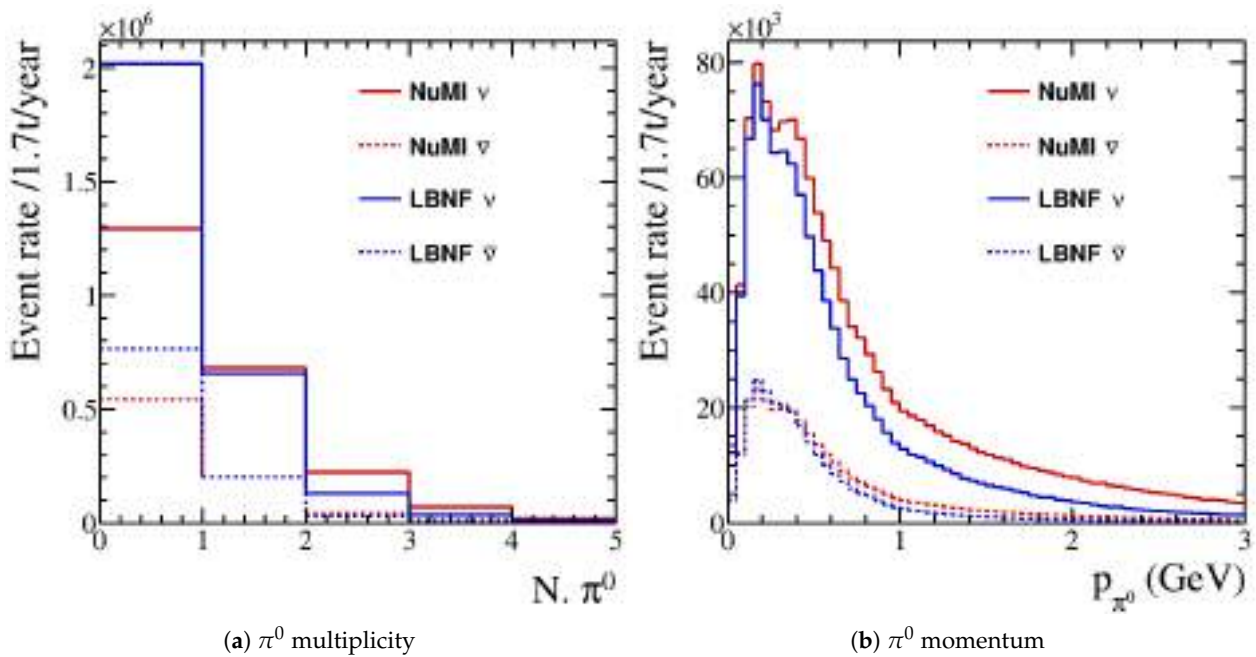 ×10⁶
Event rate /1.7t/year
2
1.5
1
0.5
0
NuMI ν
NuMI ν̄
LBNF ν
LBNF ν̄
0 1 2 3 4 5
N. π⁰
(a) π⁰ multiplicity
×10³
Event rate /1.7t/year
80
60
40
20
0
NuMI ν
NuMI ν̄
LBNF ν
LBNF ν̄
0 1 2 3
p_π⁰ (GeV)
(b) π⁰ momentum